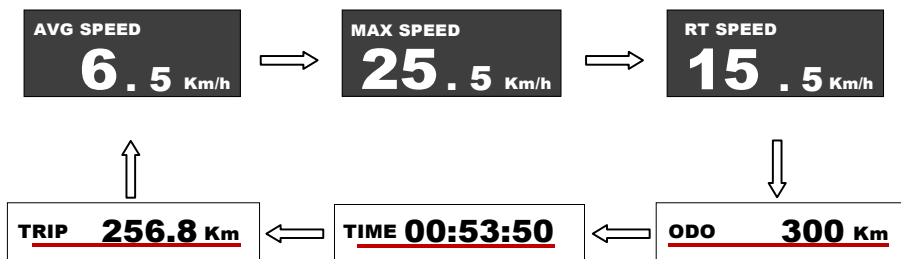 AVG SPEED
6 . 5 Km/h
MAX SPEED
25 . 5 Km/h
RT SPEED
15 . 5 Km/h
TRIP 256.8 Km
TIME 00:53:50
ODO 300 Km